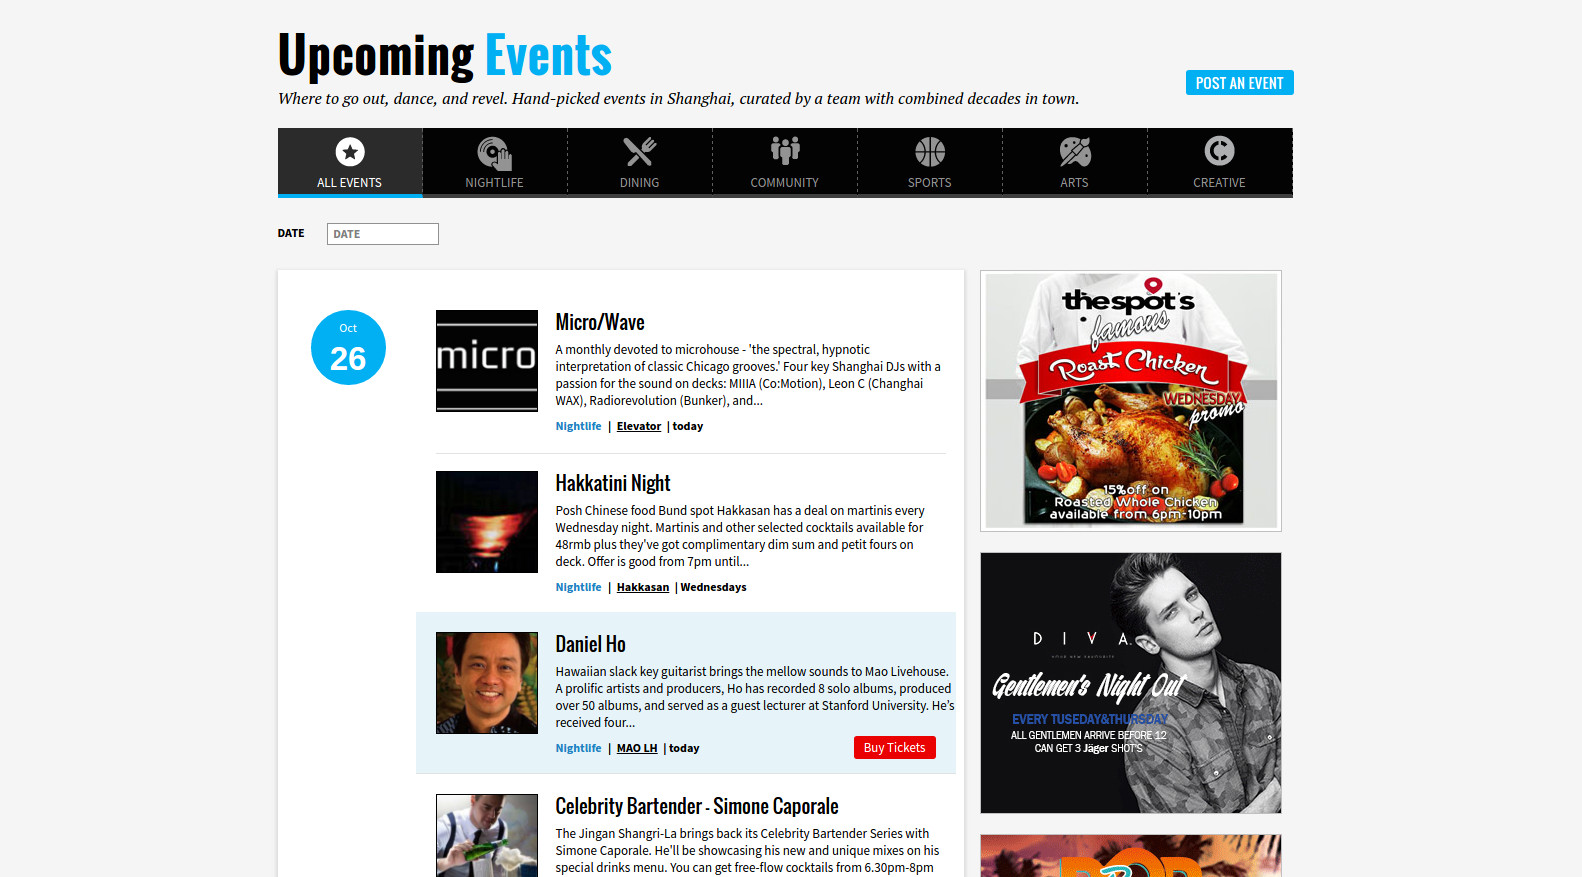 Upcoming Events
Where to go out, dance, and revel. Hand-picked events in Shanghai, curated by a team with combined decades in town.
POST AN EVENT
ALL EVENTS
NIGHTLIFE
DINING
COMMUNITY
SPORTS
ARTS
CREATIVE
DATE
DATE
Oct
26
micro
Micro/Wave
A monthly devoted to microhouse - 'the spectral, hypnotic
interpretation of classic Chicago grooves.' Four key Shanghai DJs with a
passion for the sound on decks: MIIIA (Co:Motion), Leon C (Changhai
WAX), Radiorevolution (Bunker), and...
Nightlife | Elevator | today
Hakkatini Night
Posh Chinese food Bund spot Hakkasan has a deal on martinis every
Wednesday night. Martinis and other selected cocktails available for
48rmb plus they've got complimentary dim sum and petit fours on
deck. Offer is good from 7pm until...
Nightlife | Hakkasan | Wednesdays
Daniel Ho
Hawaiian slack key guitarist brings the mellow sounds to Mao Livehouse.
A prolific artists and producers, Ho has recorded 8 solo albums, produced
over 50 albums, and served as a guest lecturer at Stanford University. He's
received four...
Nightlife | MAO LH | today
Buy Tickets
Celebrity Bartender - Simone Caporale
The Jingan Shangri-La brings back its Celebrity Bartender Series with
Simone Caporale. He'll be showcasing his new and unique mixes on his
special drinks menu. You can get free-flow cocktails from 6.30pm-8pm
thespot's
famous
Roast Chicken
WEDNESDAY
promo
15%off on
Roasted Whole Chicken
available from 6pm-10pm
DIVA
YOUR NEW FAVOURITE
Gentlemen's Night Out
EVERY TUSEDAY&THURSDAY
ALL GENTLEMEN ARRIVE BEFORE 12
CAN GET 3 Jäger SHOT'S